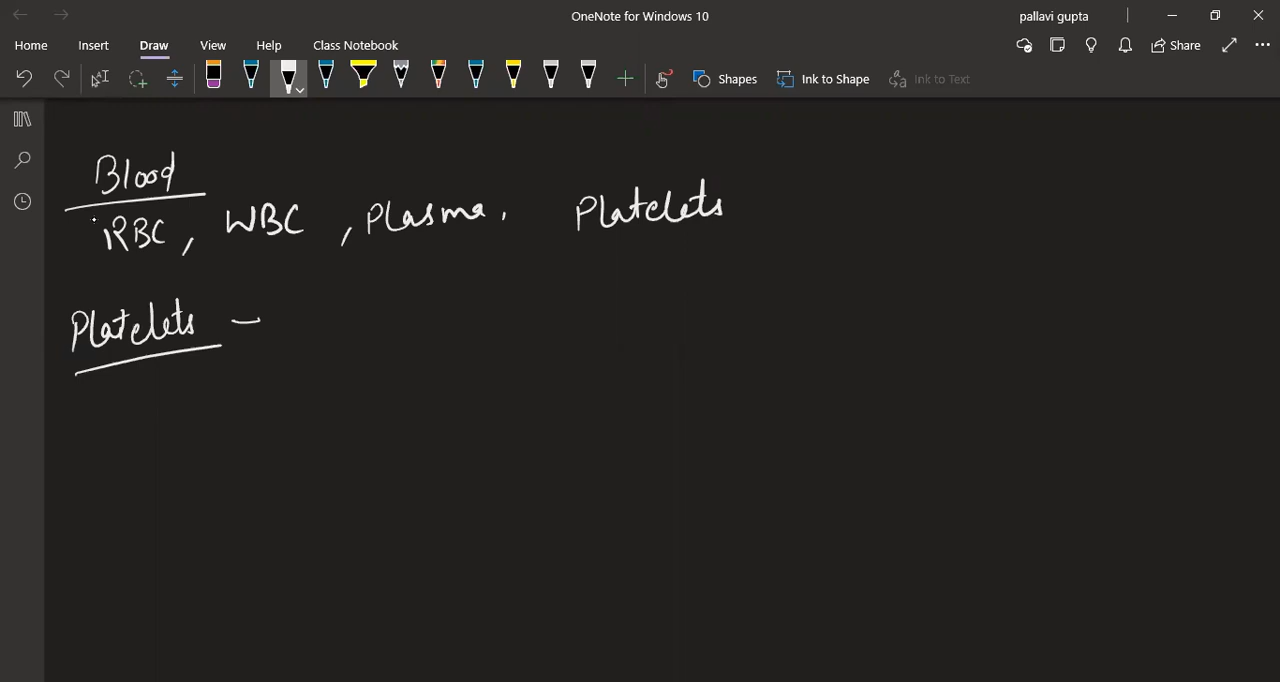 OneNote for Windows 10
pallavi gupta
Home Insert Draw View Help Class Notebook
Share
Shapes Ink to Shape Ink to Text
Blood
RBC, WBC, Plasma, Platelets
Platelets -